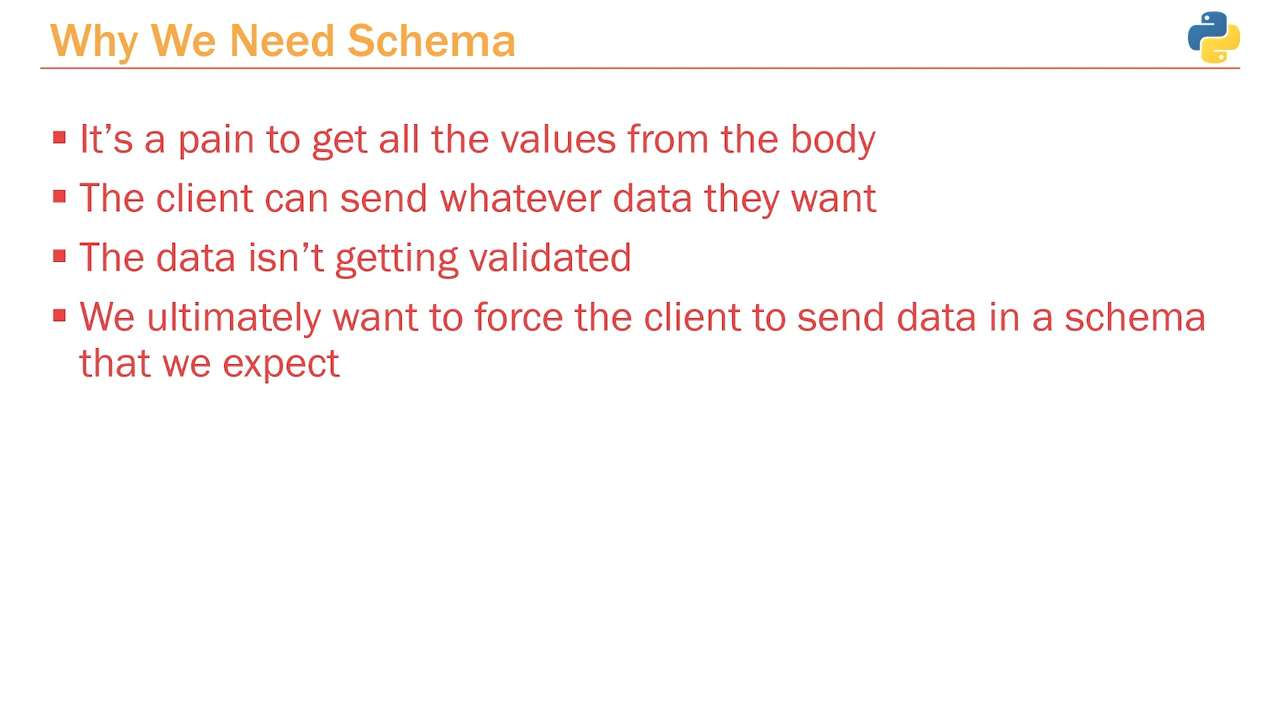 Why We Need Schema
▪ It’s a pain to get all the values from the body
▪ The client can send whatever data they want
▪ The data isn’t getting validated
▪ We ultimately want to force the client to send data in a schema
that we expect